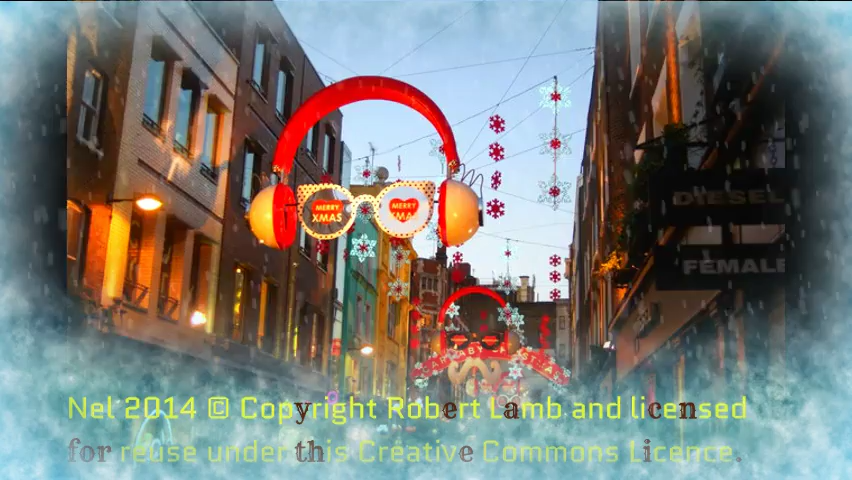 MERRY
XMAS
MERRY
XMAS
DIESEL
FEMALE
Nel 2014 © Copyright Robert Lamb and licensed
for reuse under this Creative Commons Licence.